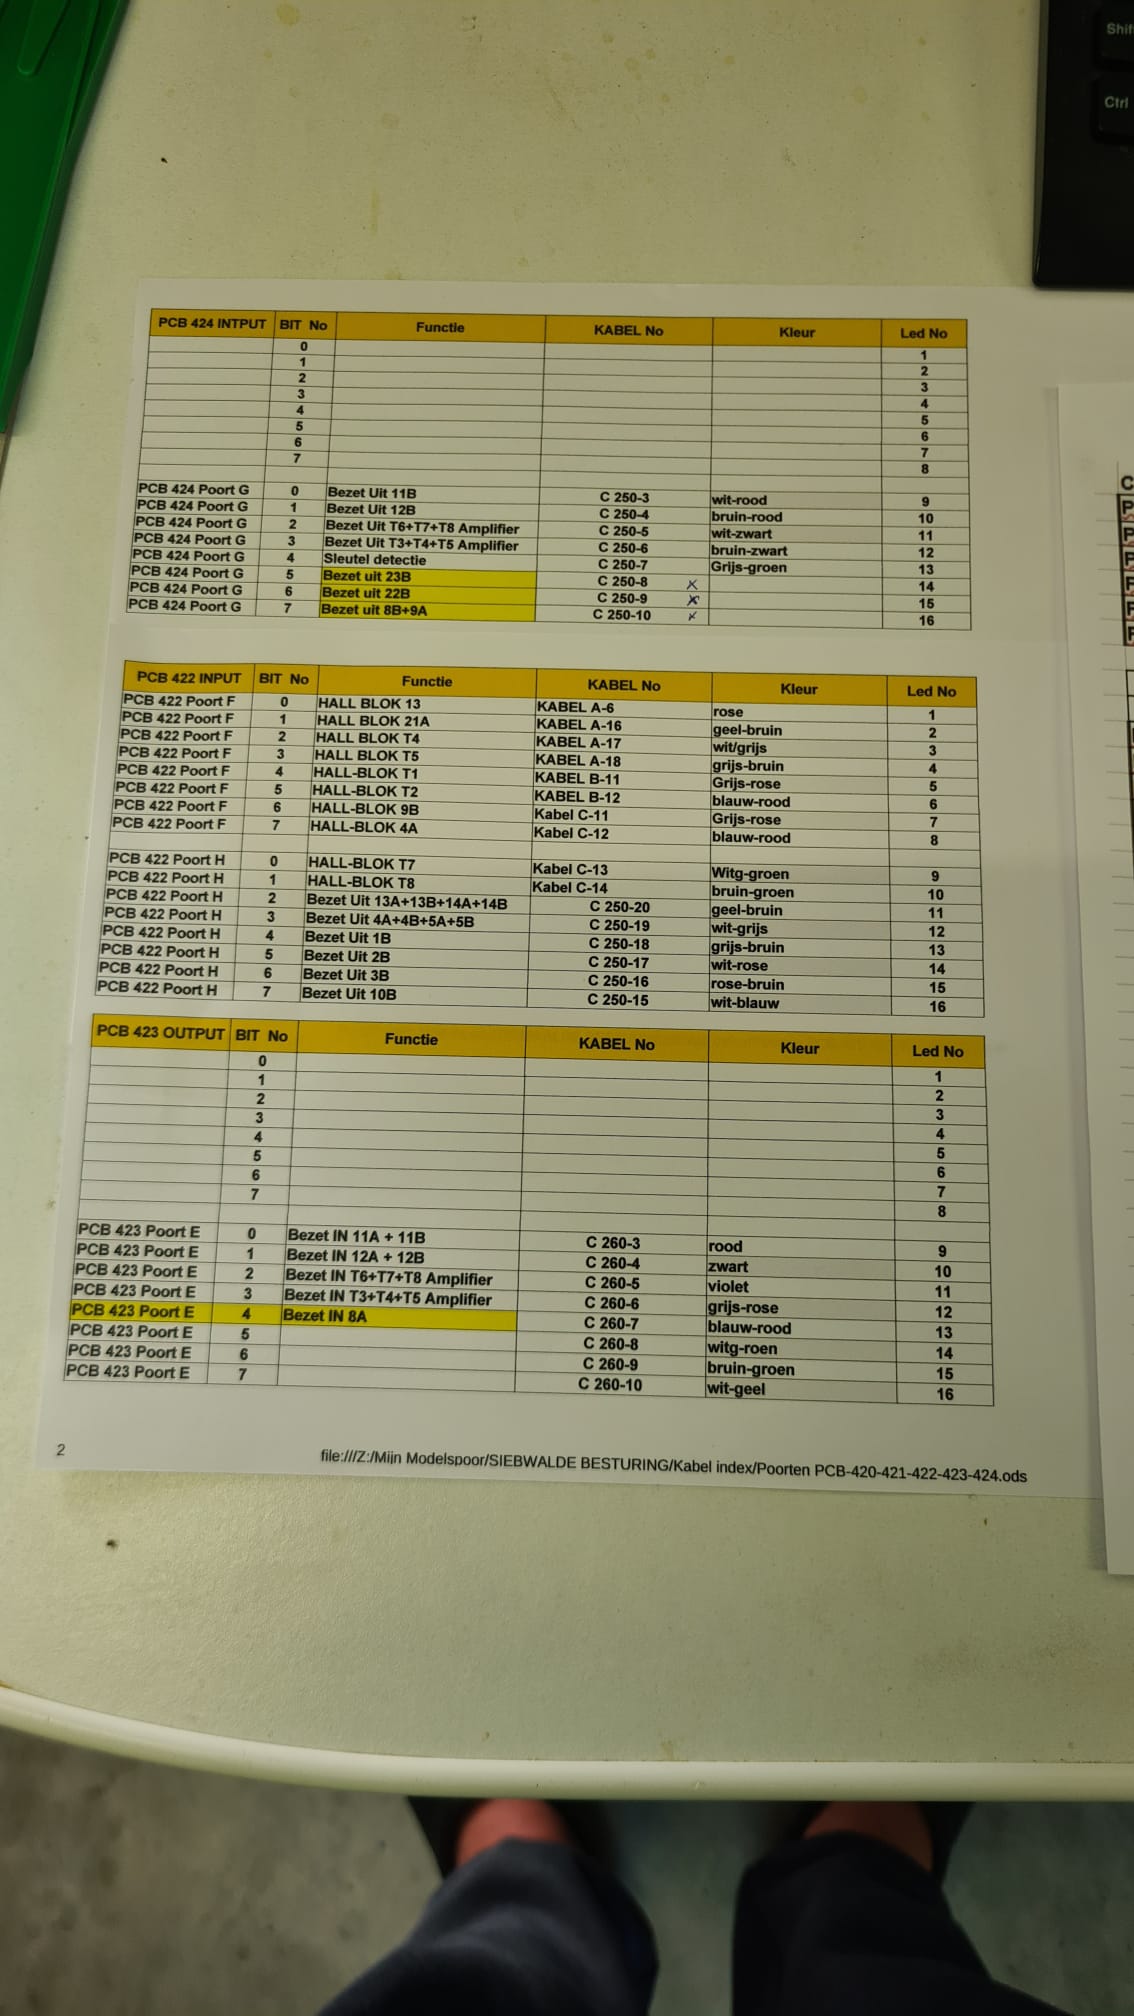 Shift
Ctrl
PCB 424 INTPUT BIT No Functie KABEL No Kleur Led No
0 1
1 2
2 3
3 4
4 5
5 6
6 7
7 8
PCB 424 Poort G 0 Bezet Uit 11B C 250-3 wit-rood 9
PCB 424 Poort G 1 Bezet Uit 12B C 250-4 bruin-rood 10
PCB 424 Poort G 2 Bezet Uit T6+T7+T8 Amplifier C 250-5 wit-zwart 11
PCB 424 Poort G 3 Bezet Uit T3+T4+T5 Amplifier C 250-6 bruin-zwart 12
PCB 424 Poort G 4 Sleutel detectie C 250-7 Grijs-groen 13
PCB 424 Poort G 5 Bezet uit 23B C 250-8 x 14
PCB 424 Poort G 6 Bezet uit 22B C 250-9 x 15
PCB 424 Poort G 7 Bezet uit 8B+9A C 250-10 x 16
PCB 422 INPUT BIT No Functie KABEL No Kleur Led No
PCB 422 Poort F 0 HALL BLOK 13 KABEL A-6 rose 1
PCB 422 Poort F 1 HALL BLOK 21A KABEL A-16 geel-bruin 2
PCB 422 Poort F 2 HALL BLOK T4 KABEL A-17 wit/grijs 3
PCB 422 Poort F 3 HALL BLOK T5 KABEL A-18 grijs-bruin 4
PCB 422 Poort F 4 HALL-BLOK T1 KABEL B-11 Grijs-rose 5
PCB 422 Poort F 5 HALL-BLOK T2 KABEL B-12 blauw-rood 6
PCB 422 Poort F 6 HALL-BLOK 9B Kabel C-11 Grijs-rose 7
PCB 422 Poort F 7 HALL-BLOK 4A Kabel C-12 blauw-rood 8
PCB 422 Poort H 0 HALL-BLOK T7 Kabel C-13 Witg-groen 9
PCB 422 Poort H 1 HALL-BLOK T8 Kabel C-14 bruin-groen 10
PCB 422 Poort H 2 Bezet Uit 13A+13B+14A+14B C 250-20 geel-bruin 11
PCB 422 Poort H 3 Bezet Uit 4A+4B+5A+5B C 250-19 wit-grijs 12
PCB 422 Poort H 4 Bezet Uit 1B C 250-18 grijs-bruin 13
PCB 422 Poort H 5 Bezet Uit 2B C 250-17 wit-rose 14
PCB 422 Poort H 6 Bezet Uit 3B C 250-16 rose-bruin 15
PCB 422 Poort H 7 Bezet Uit 10B C 250-15 wit-blauw 16
PCB 423 OUTPUT BIT No Functie KABEL No Kleur Led No
0 1
1 2
2 3
3 4
4 5
5 6
6 7
7 8
PCB 423 Poort E 0 Bezet IN 11A + 11B C 260-3 rood 9
PCB 423 Poort E 1 Bezet IN 12A + 12B C 260-4 zwart 10
PCB 423 Poort E 2 Bezet IN T6+T7+T8 Amplifier C 260-5 violet 11
PCB 423 Poort E 3 Bezet IN T3+T4+T5 Amplifier C 260-6 grijs-rose 12
PCB 423 Poort E 4 Bezet IN 8A C 260-7 blauw-rood 13
PCB 423 Poort E 5 C 260-8 witg-roen 14
PCB 423 Poort E 6 C 260-9 bruin-groen 15
PCB 423 Poort E 7 C 260-10 wit-geel 16
2
file:///Z:/Mijn Modelspoor/SIEBWALDE BESTURING/Kabel index/Poorten PCB-420-421-422-423-424.ods